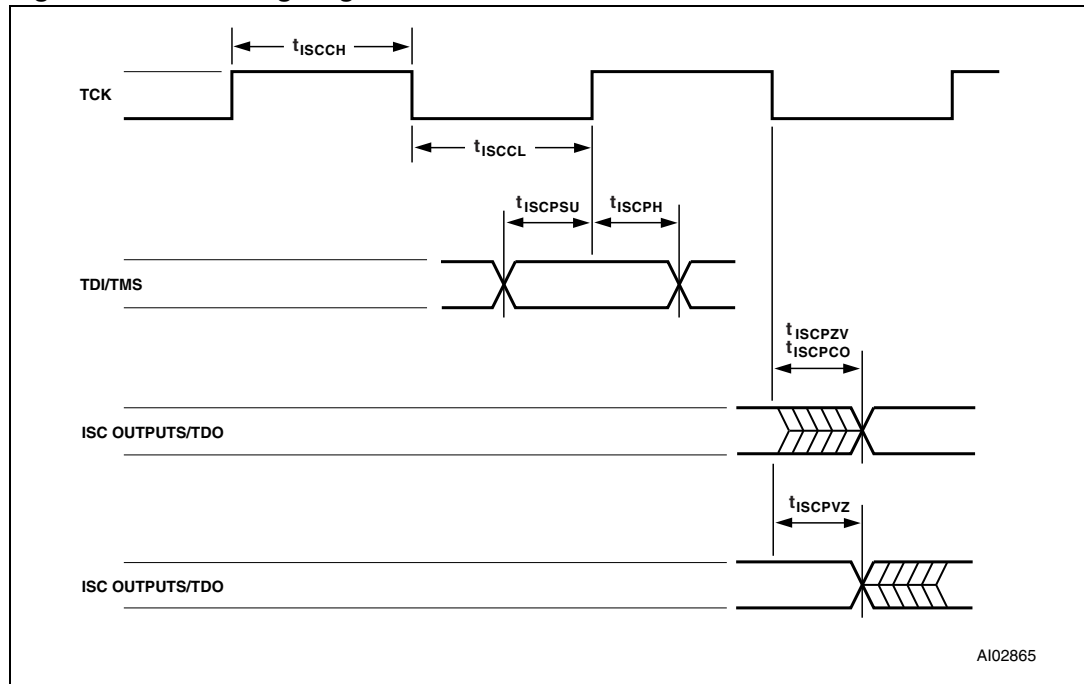 tISCCH
TCK
tISCCL
tISCPSU
tISCPH
TDI/TMS
tISCPZV
tISCPCO
ISC OUTPUTS/TDO
tISCPVZ
ISC OUTPUTS/TDO
AI02865